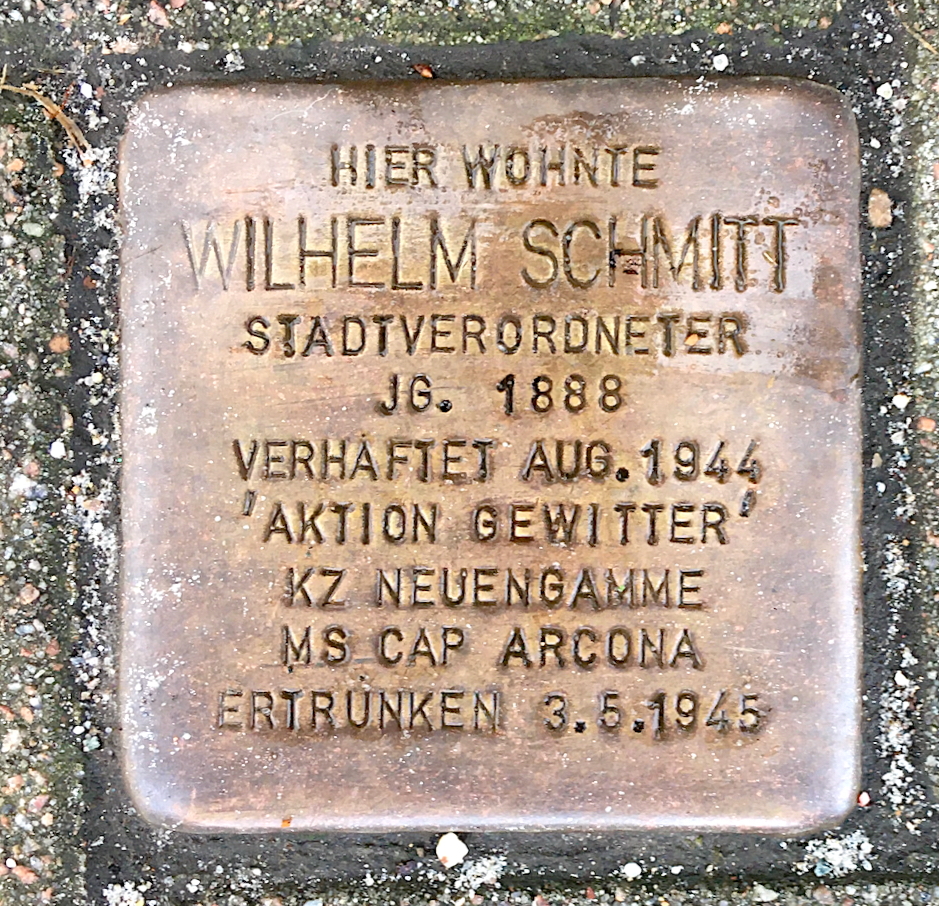 HIER WOHNTE
WILHELM SCHMITT
STADTVERORDNETER
JG. 1888
VERHAFTET AUG. 1944
'AKTION GEWITTER'
KZ NEUENGAMME
MS CAP ARCONA
ERTRUNKEN 3.5.1945